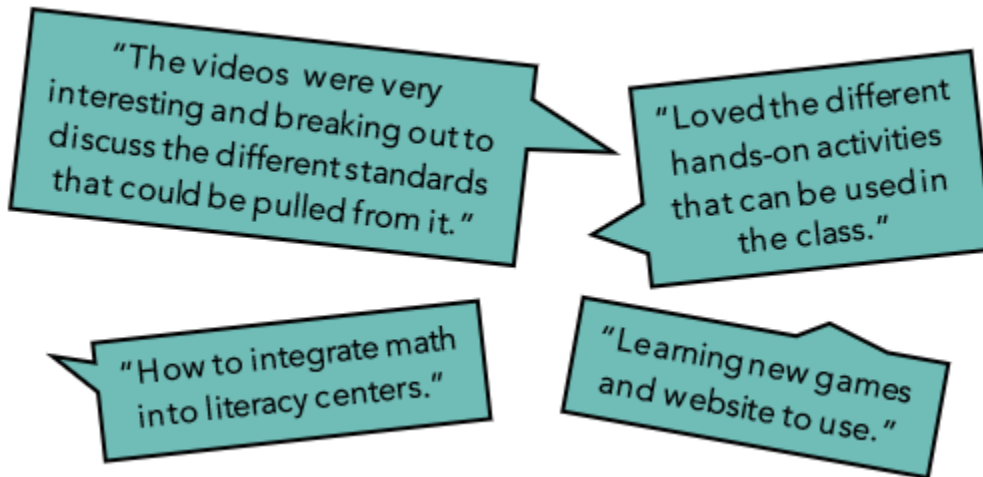 "The videos were very
interesting and breaking out to
discuss the different standards
that could be pulled from it."
"Loved the different
hands-on activities
that can be used in
the class."
"How to integrate math
into literacy centers."
"Learning new games
and website to use."